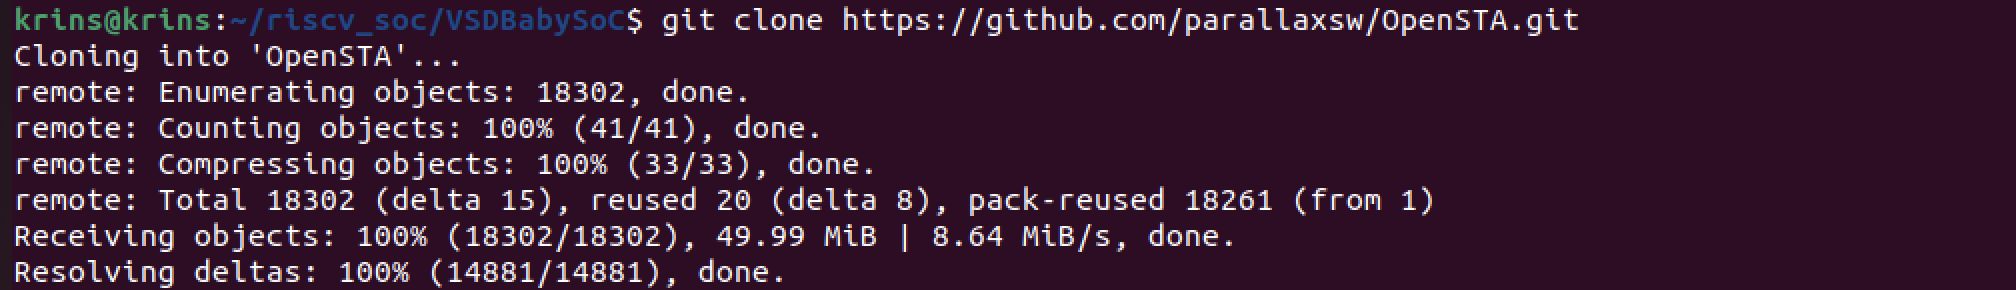 krins@krins:~/riscv_soc/VSDBabySoC$ git clone https://github.com/parallaxsw/OpenSTA.git
Cloning into 'OpenSTA'...
remote: Enumerating objects: 18302, done.
remote: Counting objects: 100% (41/41), done.
remote: Compressing objects: 100% (33/33), done.
remote: Total 18302 (delta 15), reused 20 (delta 8), pack-reused 18261 (from 1)
Receiving objects: 100% (18302/18302), 49.99 MiB | 8.64 MiB/s, done.
Resolving deltas: 100% (14881/14881), done.